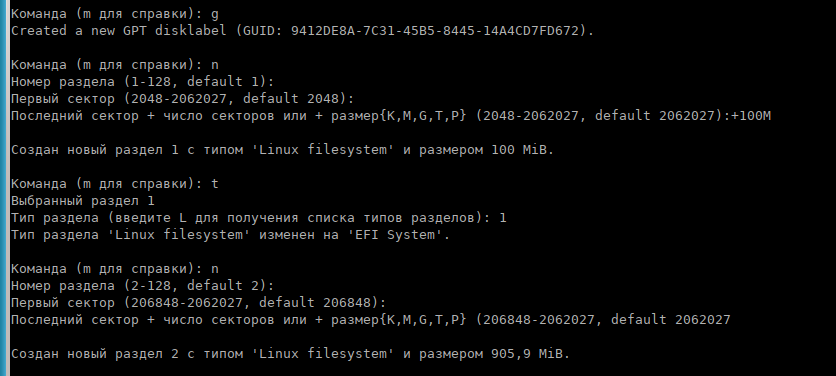 Команда (m для справки): g
Created a new GPT disklabel (GUID: 9412DE8A-7C31-45B5-8445-14A4CD7FD672).
Команда (m для справки): n
Номер раздела (1-128, default 1):
Первый сектор (2048-2062027, default 2048):
Последний сектор + число секторов или + размер{K,M,G,T,P} (2048-2062027, default 2062027):+100M
Создан новый раздел 1 с типом 'Linux filesystem' и размером 100 MiB.
Команда (m для справки): t
Выбранный раздел 1
Тип раздела (введите L для получения списка типов разделов): 1
Тип раздела 'Linux filesystem' изменен на 'EFI System'.
Команда (m для справки): n
Номер раздела (2-128, default 2):
Первый сектор (206848-2062027, default 206848):
Последний сектор + число секторов или + размер{K,M,G,T,P} (206848-2062027, default 2062027
Создан новый раздел 2 с типом 'Linux filesystem' и размером 905,9 MiB.